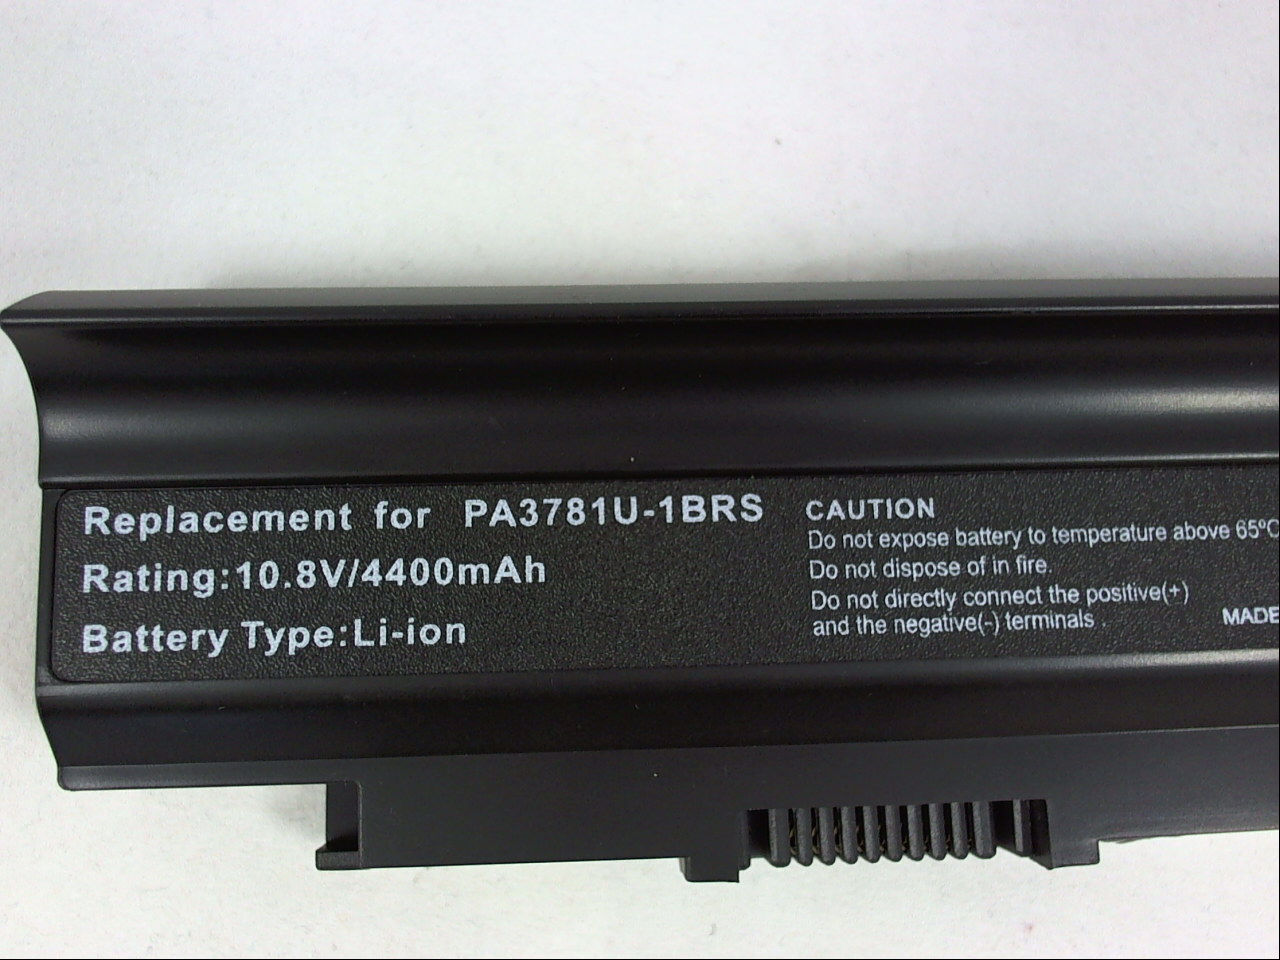 Replacement for PA3781U-1BRS
Rating:10.8V/4400mAh
Battery Type:Li-ion
CAUTION
Do not expose battery to temperature above 65ºC
Do not dispose of in fire.
Do not directly connect the positive(+)
and the negative(-) terminals .
MADE